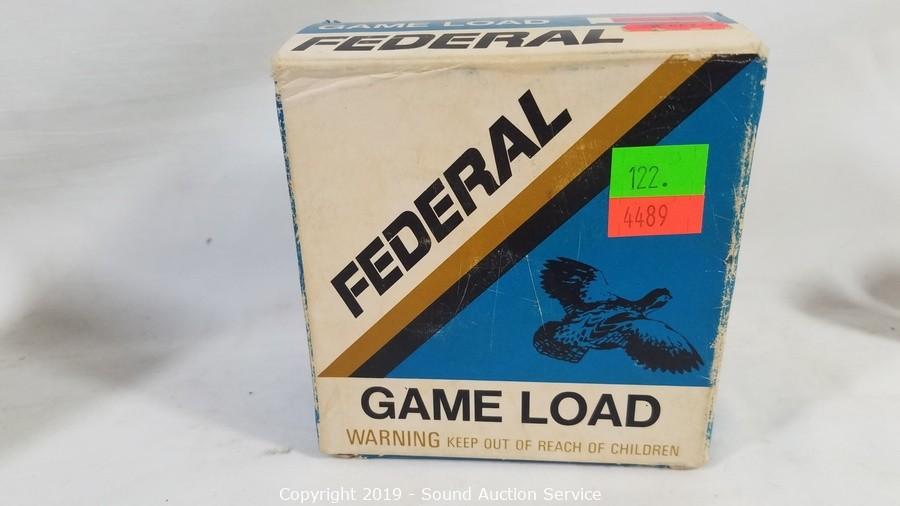 GAME LOAD
FEDERAL
FEDERAL
122.
4489
GAME LOAD
WARNING KEEP OUT OF REACH OF CHILDREN
Copyright 2019 - Sound Auction Service